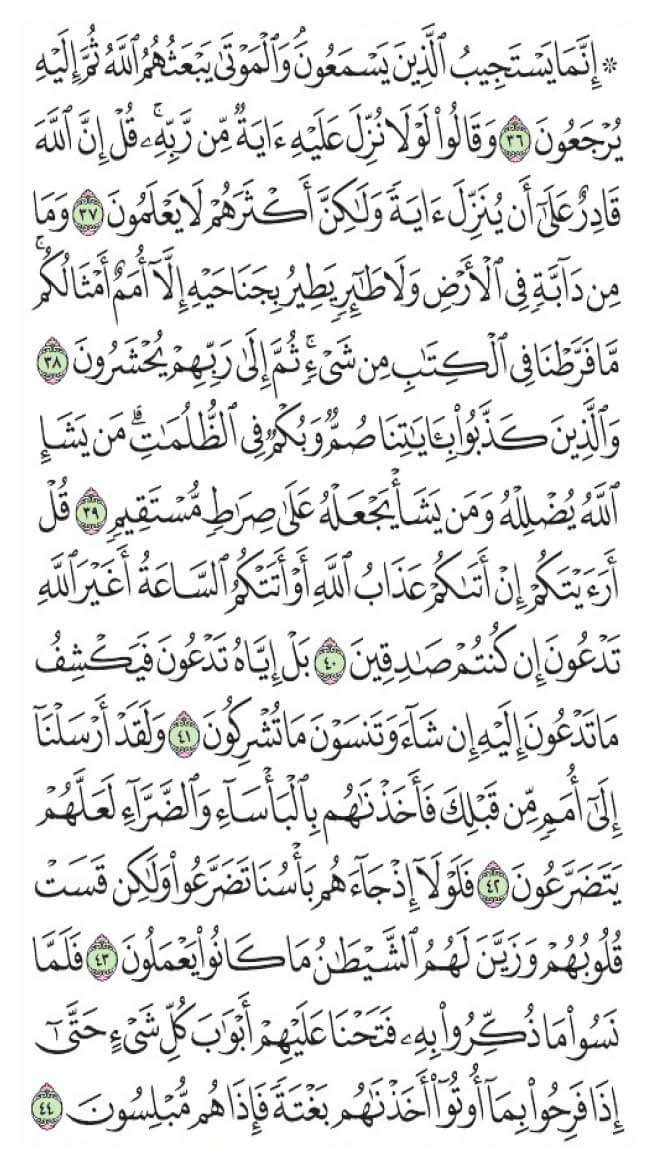 * إِنَّمَا يَسْتَجِيبُ ٱلَّذِينَ يَسْمَعُونَۘ وَٱلْمَوْتَىٰ يَبْعَثُهُمُ ٱللَّهُ ثُمَّ إِلَيْهِ
يُرْجَعُونَ ٣٦ وَقَالُوا۟ لَوْلَا نُزِّلَ عَلَيْهِ ءَايَةٌ مِّن رَّبِّهِۦۚ قُلْ إِنَّ ٱللَّهَ
قَادِرٌ عَلَىٰٓ أَن يُنَزِّلَ ءَايَةً وَلَٰكِنَّ أَكْثَرَهُمْ لَا يَعْلَمُونَ ٣٧ وَمَا
مِن دَآبَّةٍ فِى ٱلْأَرْضِ وَلَا طَٰٓئِرٍ يَطِيرُ بِجَنَاحَيْهِ إِلَّآ أُمَمٌ أَمْثَالُكُمۚ
مَّا فَرَّطْنَا فِى ٱلْكِتَٰبِ مِن شَىْءٍۚ ثُمَّ إِلَىٰ رَبِّهِمْ يُحْشَرُونَ ٣٨
وَٱلَّذِينَ كَذَّبُوا۟ بِـَٔايَٰتِنَا صُمٌّ وَبُكْمٌ فِى ٱلظُّلُمَٰتِۗ مَن يَشَإِ
ٱللَّهُ يُضْلِلْهُ وَمَن يَشَأْ يَجْعَلْهُ عَلَىٰ صِرَٰطٍ مُّسْتَقِيمٍ ٣٩ قُلْ
أَرَءَيْتَكُمْ إِنْ أَتَىٰكُمْ عَذَابُ ٱللَّهِ أَوْ أَتَتْكُمُ ٱلسَّاعَةُ أَغَيْرَ ٱللَّهِ
تَدْعُونَ إِن كُنتُمْ صَٰدِقِينَ ٤٠ بَلْ إِيَّاهُ تَدْعُونَ فَيَكْشِفُ
مَا تَدْعُونَ إِلَيْهِ إِن شَآءَ وَتَنسَوْنَ مَا تُشْرِكُونَ ٤١ وَلَقَدْ أَرْسَلْنَآ
إِلَىٰٓ أُمَمٍ مِّن قَبْلِكَ فَأَخَذْنَٰهُم بِٱلْبَأْسَآءِ وَٱلضَّرَّآءِ لَعَلَّهُمْ
يَتَضَرَّعُونَ ٤٢ فَلَوْلَآ إِذْ جَآءَهُم بَأْسُنَا تَضَرَّعُوا۟ وَلَٰكِن قَسَتْ
قُلُوبُهُمْ وَزَيَّنَ لَهُمُ ٱلشَّيْطَٰنُ مَا كَانُوا۟ يَعْمَلُونَ ٤٣ فَلَمَّا
نَسُوا۟ مَا ذُكِّرُوا۟ بِهِۦ فَتَحْنَا عَلَيْهِمْ أَبْوَٰبَ كُلِّ شَىْءٍ حَتَّىٰٓ
إِذَا فَرِحُوا۟ بِمَآ أُوتُوٓا۟ أَخَذْنَٰهُم بَغْتَةً فَإِذَا هُم مُّبْلِسُونَ ٤٤